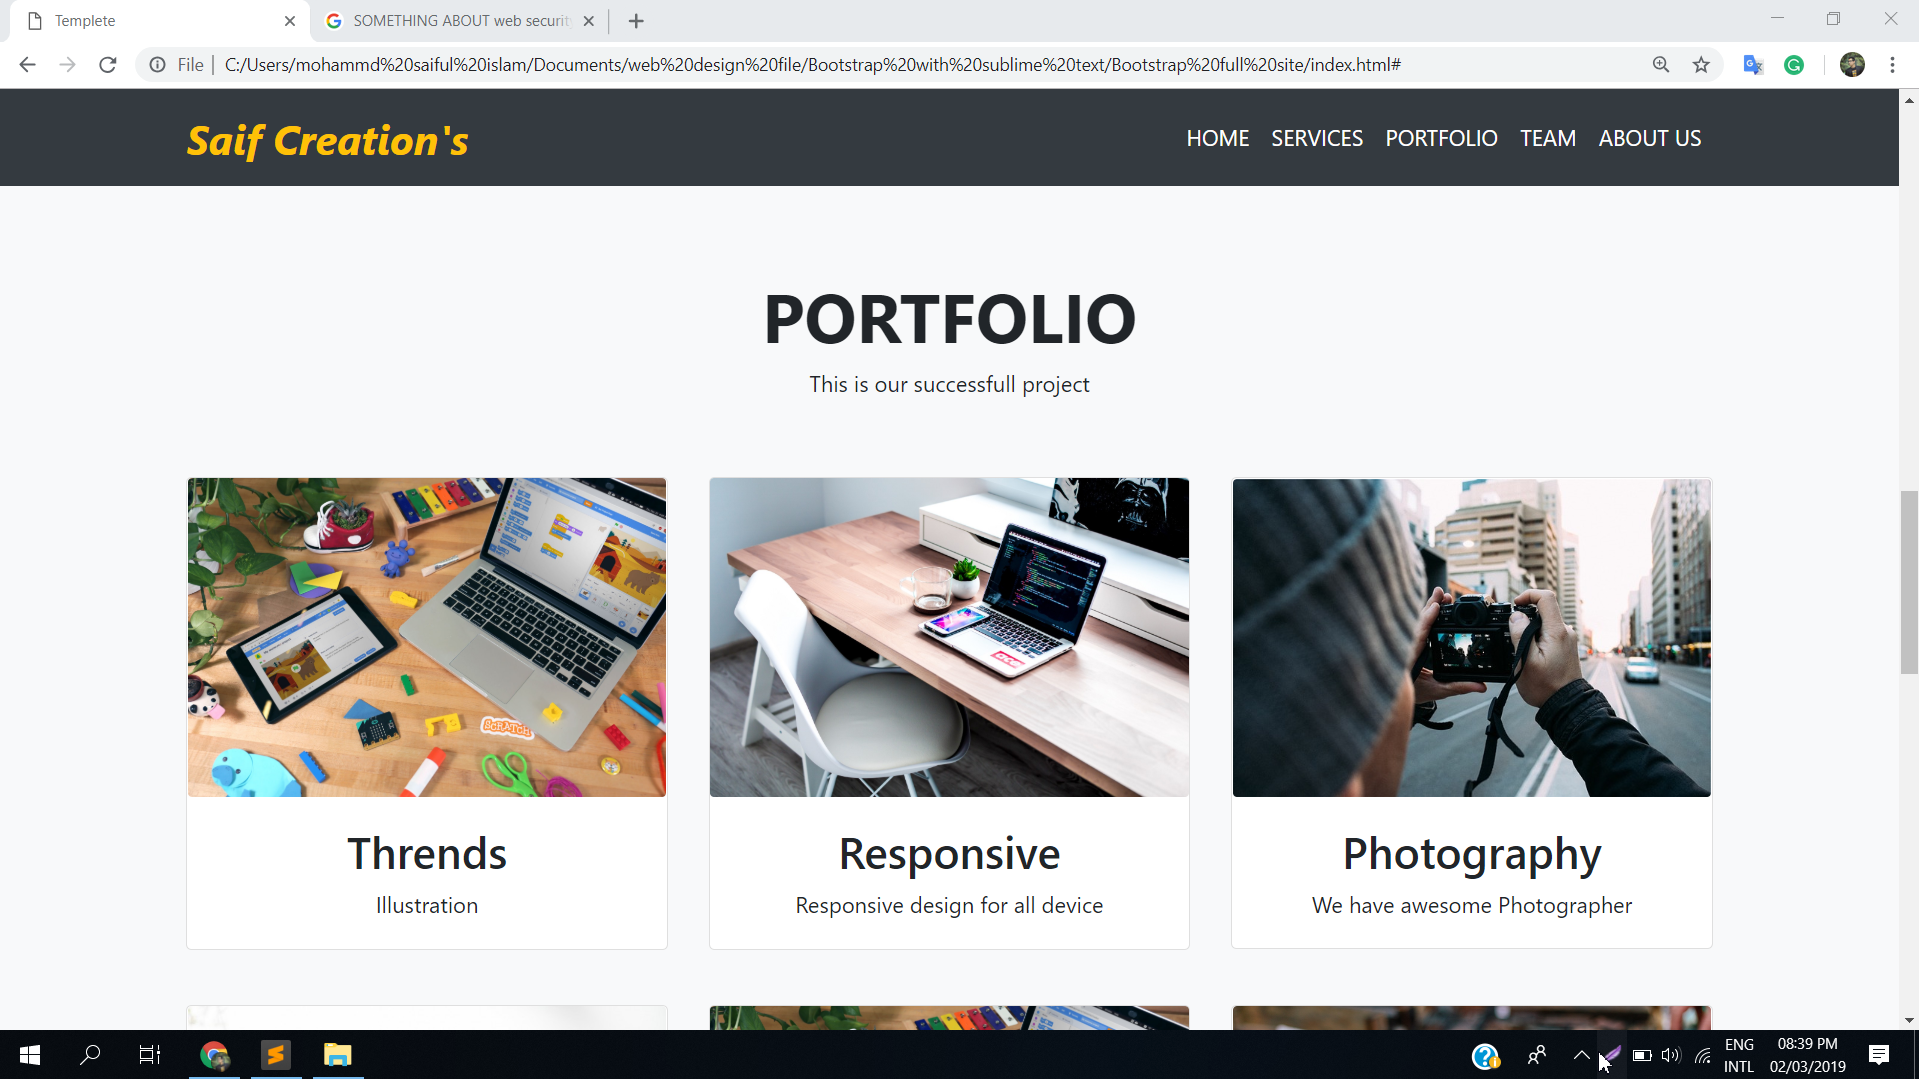 Templete
SOMETHING ABOUT web securit
File
C:/Users/mohammd%20saiful%20islam/Documents/web%20design%20file/Bootstrap%20with%20sublime%20text/Bootstrap%20full%20site/index.html#
Saif Creation's
HOME SERVICES PORTFOLIO TEAM ABOUT US
PORTFOLIO
This is our successfull project
SCRATCH
Thrends
Illustration
Responsive
Responsive design for all device
Photography
We have awesome Photographer
ENG
INTL
08:39 PM
02/03/2019